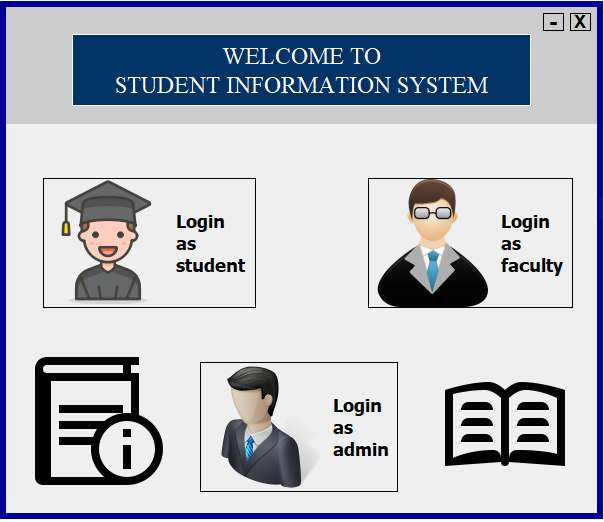 - X
WELCOME TO
STUDENT INFORMATION SYSTEM
Login
as
student
Login
as
faculty
Login
as
admin
i